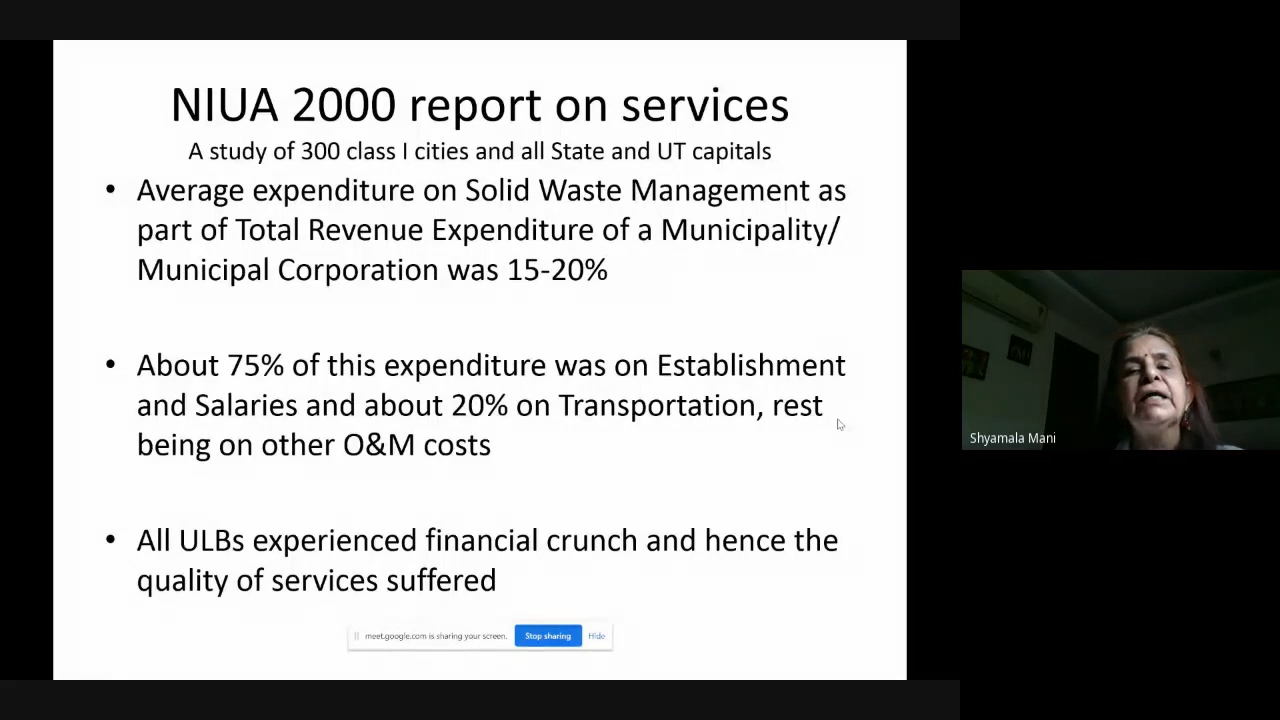 NIUA 2000 report on services
A study of 300 class I cities and all State and UT capitals
• Average expenditure on Solid Waste Management as
part of Total Revenue Expenditure of a Municipality/
Municipal Corporation was 15-20%
• About 75% of this expenditure was on Establishment
and Salaries and about 20% on Transportation, rest
being on other O&M costs
• All ULBs experienced financial crunch and hence the
quality of services suffered
meet.google.com is sharing your screen. Stop sharing Hide
Shyamala Mani